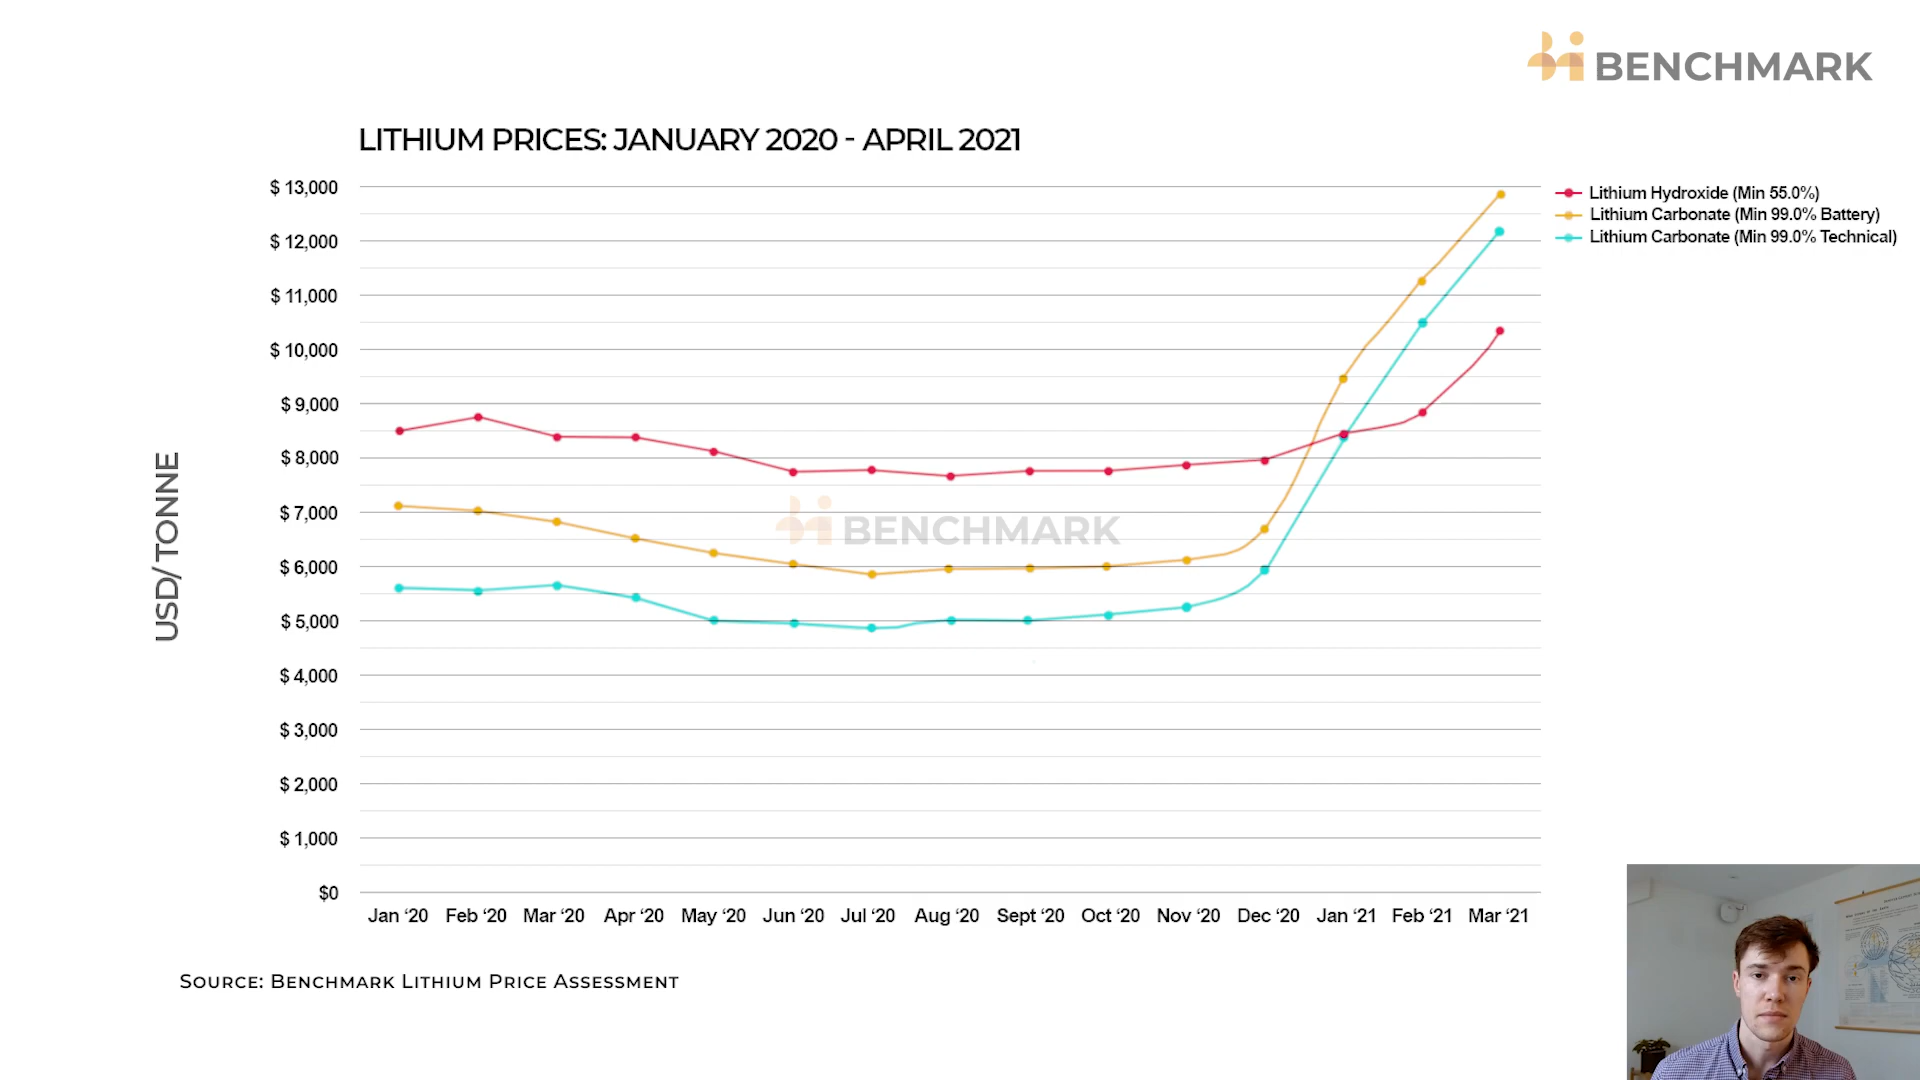 BENCHMARK
LITHIUM PRICES: JANUARY 2020 - APRIL 2021
$ 13,000
$ 12,000
$ 11,000
$ 10,000
$ 9,000
$ 8,000
$ 7,000
$ 6,000
$ 5,000
$ 4,000
$ 3,000
$ 2,000
$ 1,000
$0
USD/ TONNE
Lithium Hydroxide (Min 55.0%)
Lithium Carbonate (Min 99.0% Battery)
Lithium Carbonate (Min 99.0% Technical)
BENCHMARK
Jan ‘20 Feb ‘20 Mar ‘20 Apr ‘20 May ‘20 Jun ‘20 Jul ‘20 Aug ‘20 Sept ‘20 Oct ‘20 Nov ‘20 Dec ‘20 Jan ‘21 Feb ‘21 Mar ‘21
SOURCE: BENCHMARK LITHIUM PRICE ASSESSMENT